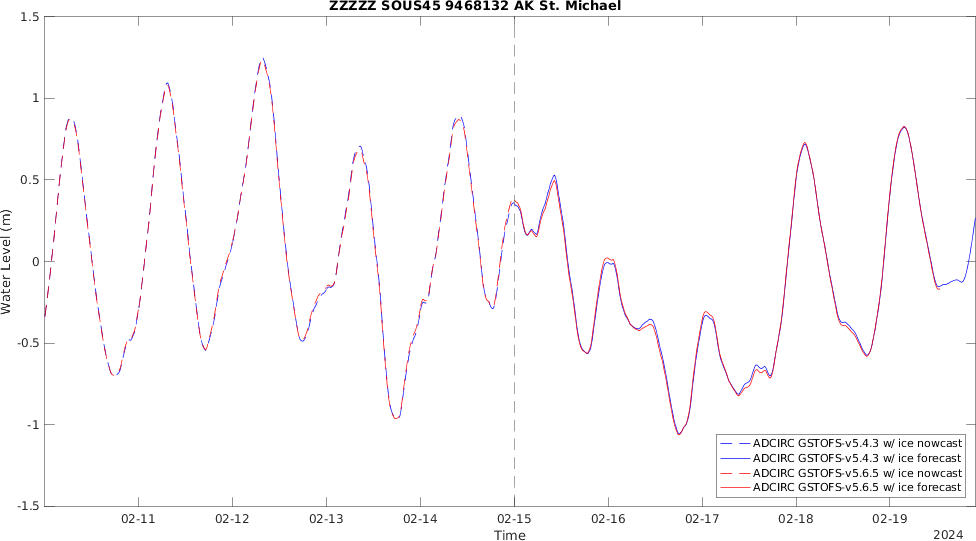 ZZZZZ SOUS45 9468132 AK St. Michael
1.5
1
0.5
0
-0.5
-1
-1.5
Water Level (m)
02-11 02-12 02-13 02-14 02-15 02-16 02-17 02-18 02-19
Time
2024
ADCIRC GSTOFS-v5.4.3 w/ ice nowcast
ADCIRC GSTOFS-v5.4.3 w/ ice forecast
ADCIRC GSTOFS-v5.6.5 w/ ice nowcast
ADCIRC GSTOFS-v5.6.5 w/ ice forecast